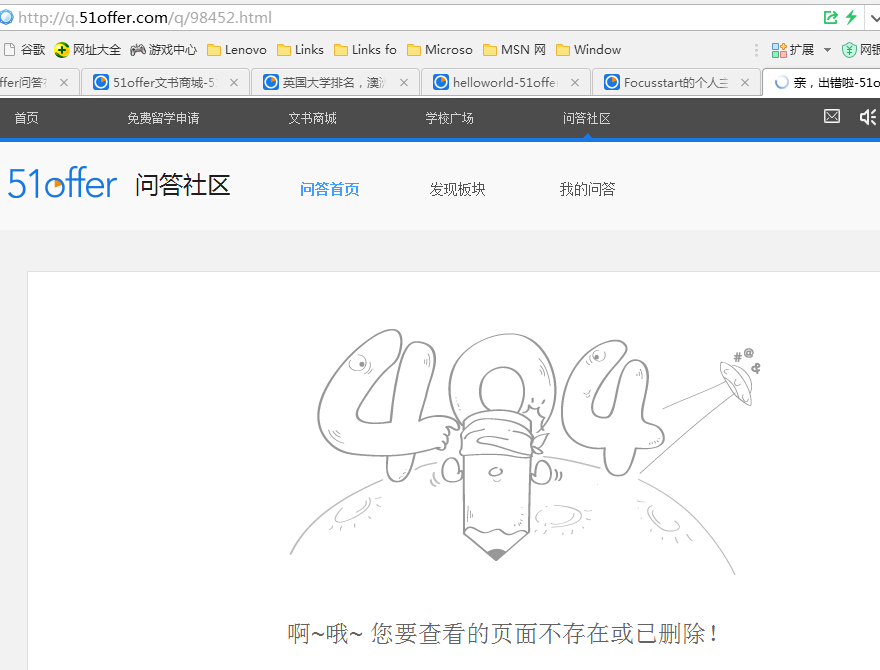 http://q.51offer.com/q/98452.html
谷歌 网址大全 游戏中心 Lenovo Links Links fo Microso MSN 网 Window 扩展 网银
ffer问答 51offer文书商城-5 英国大学排名，澳 helloworld-51offe Focusstart的个人主 亲，出错啦-51o
首页 免费留学申请 文书商城 学校广场 问答社区
51offer 问答社区 问答首页 发现板块 我的问答
404
#@&
啊~哦~ 您要查看的页面不存在或已删除！